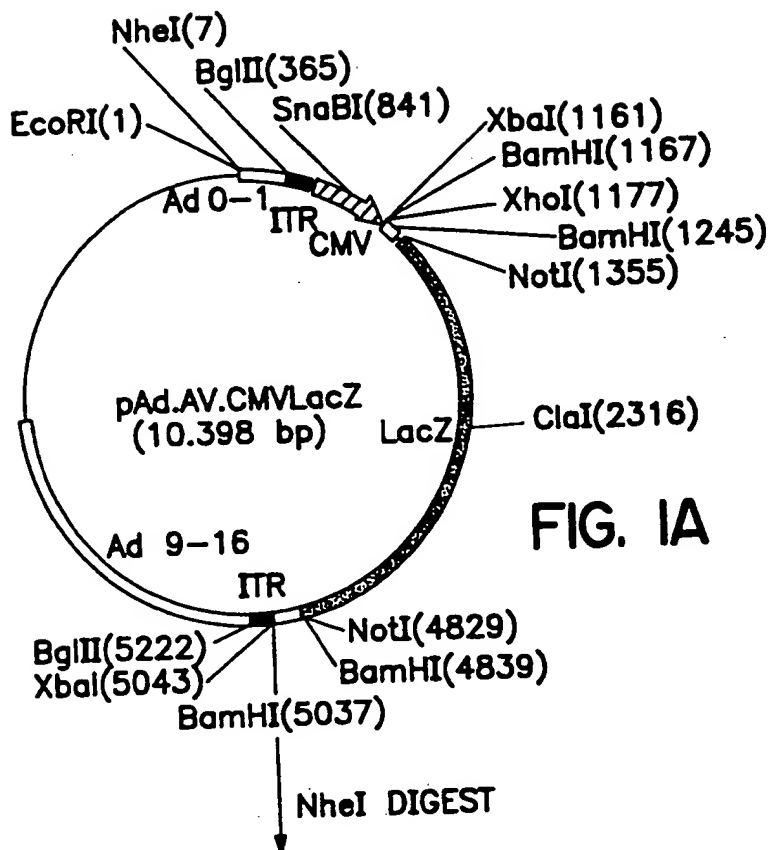 NheI(7)
BglII(365)
SnaBI(841)
EcoRI(1)
XbaI(1161)
BamHI(1167)
XhoI(1177)
BamHI(1245)
NotI(1355)
Ad 0-1
ITR
CMV
pAd.AV.CMVLacZ
(10.398 bp)
LacZ
ClaI(2316)
FIG. 1A
Ad 9-16
ITR
NotI(4829)
BglII(5222)
BamHI(4839)
XbaI(5043)
BamHI(5037)
NheI DIGEST